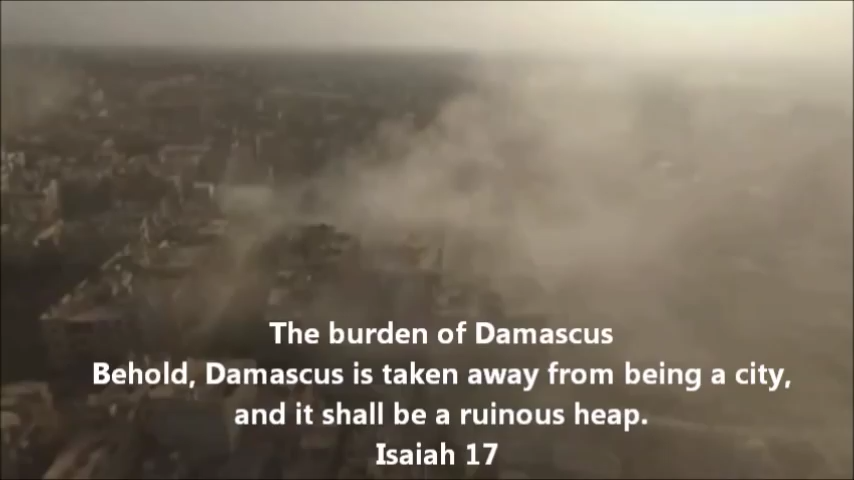 The burden of Damascus
Behold, Damascus is taken away from being a city,
and it shall be a ruinous heap.
Isaiah 17